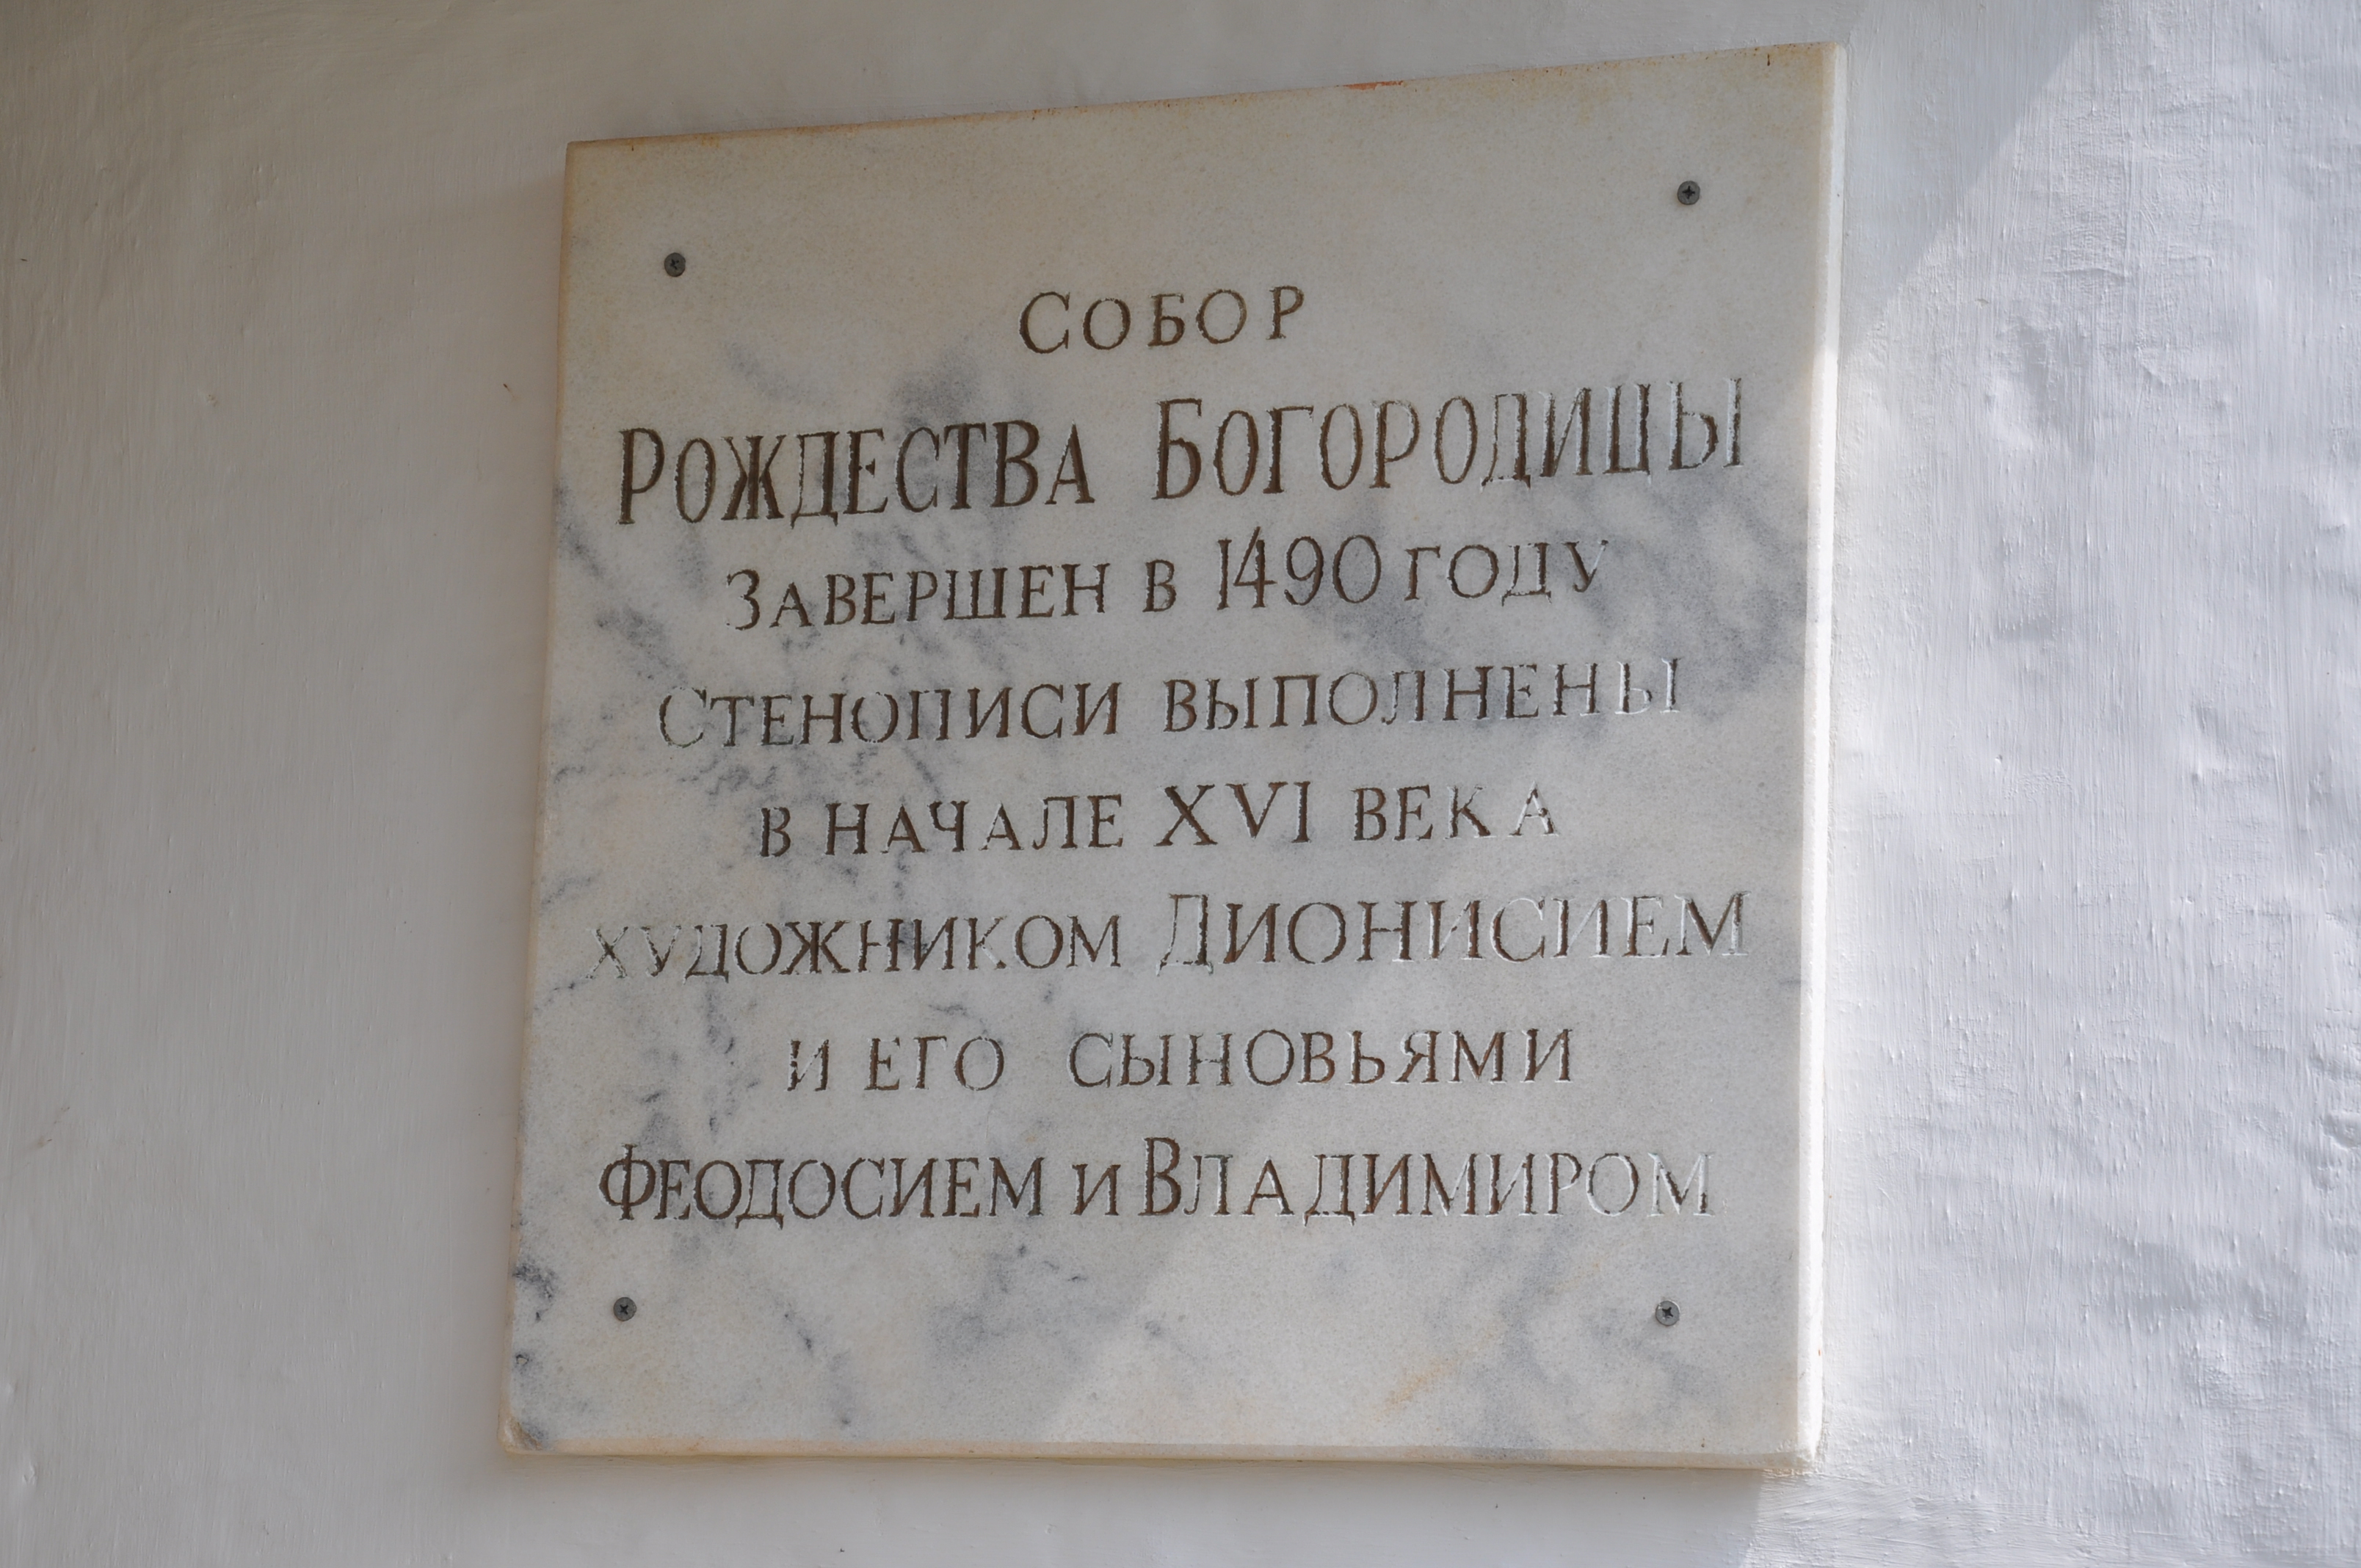 Собор
Рождества Богородицы
завершен в 1490 году
Стенописи выполнены
в начале XVI века
художником Дионисием
и его сыновьями
Феодосием и Владимиром